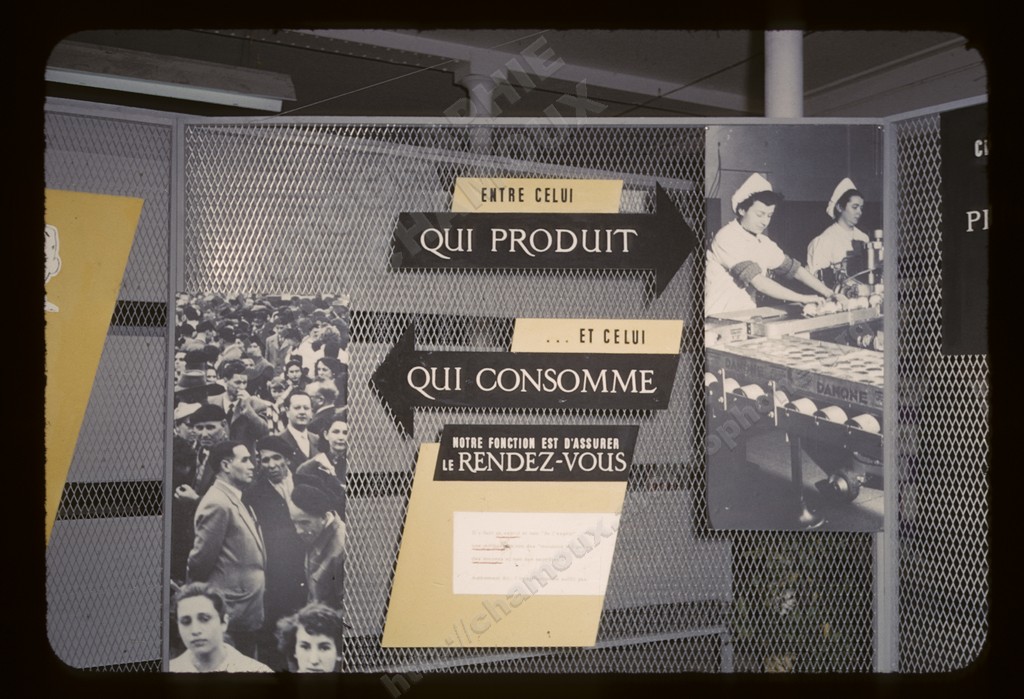 ENTRE CELUI
QUI PRODUIT
... ET CELUI
QUI CONSOMME
NOTRE FONCTION EST D'ASSURER
LE RENDEZ-VOUS
DANONE